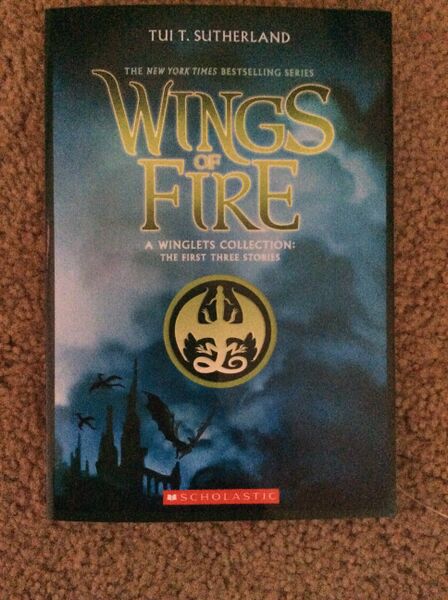 TUI T. SUTHERLAND
THE NEW YORK TIMES BESTSELLING SERIES
WINGS
OF
FIRE
A WINGLETS COLLECTION:
THE FIRST THREE STORIES
SCHOLASTIC